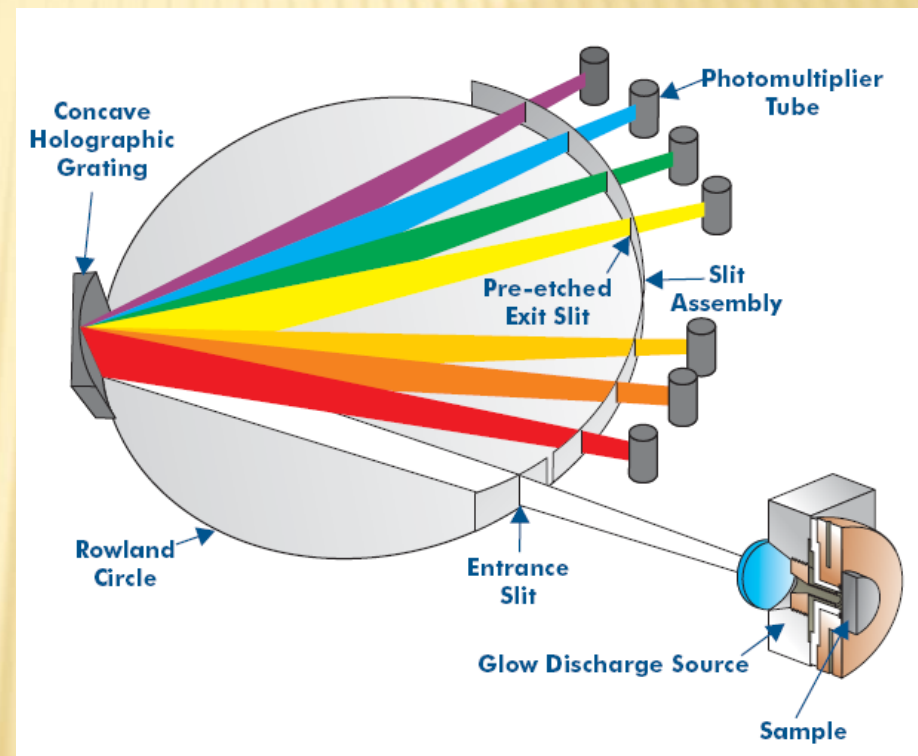 Concave
Holographic
Grating
Photomultiplier
Tube
Pre-etched
Exit Slit
Slit
Assembly
Rowland
Circle
Entrance
Slit
Glow Discharge Source
Sample